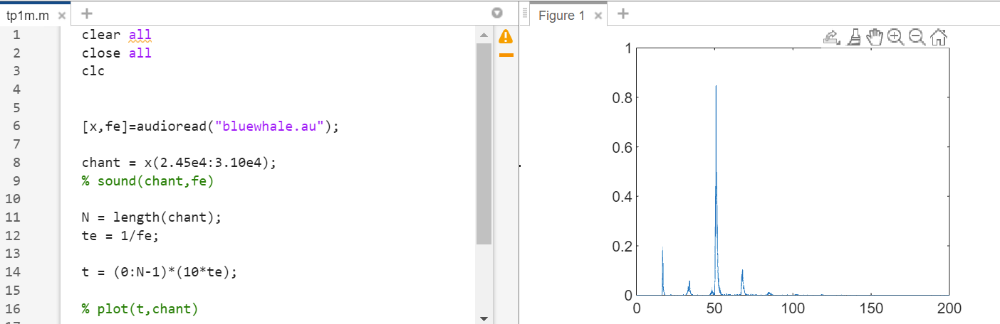 tp1m.m × +
1 clear all
2 close all
3 clc
4
5
6 [x,fe]=audioread("bluewhale.au");
7
8 chant = x(2.45e4:3.10e4);
9 % sound(chant,fe)
10
11 N = length(chant);
12 te = 1/fe;
13
14 t = (0:N-1)*(10*te);
15
16 % plot(t,chant)
Figure 1 × +
1
0.8
0.6
0.4
0.2
0
0 50 100 150 200